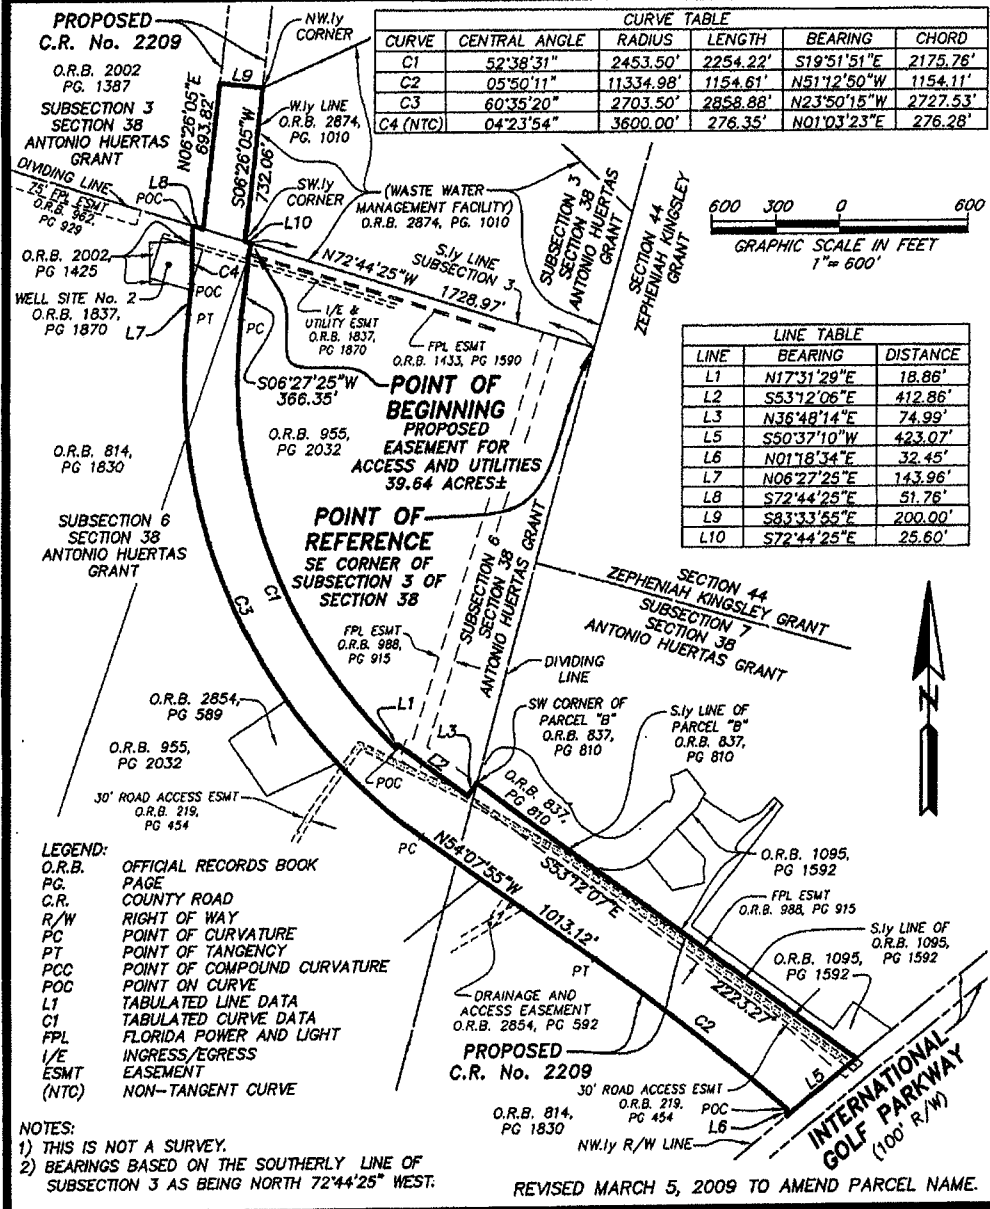 PROPOSED
C.R. No. 2209
NW.ly
CORNER
O.R.B. 2002
PG. 1387
SUBSECTION 3
SECTION 38
ANTONIO HUERTAS
GRANT
N06°26'05"E
693.82'
L9
S06°26'05"W
732.06'
W.ly LINE
O.R.B. 2874,
PG. 1010
CURVE TABLE
CURVE CENTRAL ANGLE RADIUS LENGTH BEARING CHORD
C1 52°38'31" 2453.50' 2254.22' S19°51'51"E 2175.76'
C2 05°50'11" 11334.98' 1154.61' N51°12'50"W 1154.11'
C3 60°35'20" 2703.50' 2858.88' N23°50'15"W 2727.53'
C4 (NTC) 04°23'54" 3600.00' 276.35' N01°03'23"E 276.28'
DIVIDING LINE
75' FPL ESMT
O.R.B. 962,
PG 929
L8
POC
SW.ly
CORNER
L10
(WASTE WATER
MANAGEMENT FACILITY)
O.R.B. 2874, PG. 1010
SUBSECTION 3
SECTION 38
ANTONIO HUERTAS
GRANT
SECTION 44
ZEPHENIAH KINGSLEY
GRANT
600 300 0 600
GRAPHIC SCALE IN FEET
1"= 600'
O.R.B. 2002,
PG 1425
C4
N72°44'25"W
1728.97'
S.ly LINE
SUBSECTION 3
WELL SITE No. 2
O.R.B. 1837,
PG 1870
L7
POC
PT
PC
I/E &
UTILITY ESMT
O.R.B. 1837,
PG 1870
FPL ESMT
O.R.B. 1433, PG 1590
S06°27'25"W
366.35'
POINT OF
BEGINNING
PROPOSED
EASEMENT FOR
ACCESS AND UTILITIES
39.64 ACRES±
LINE TABLE
LINE BEARING DISTANCE
L1 N17°31'29"E 18.86'
L2 S53°12'06"E 412.86'
L3 N36°48'14"E 74.99'
L5 S50°37'10"W 423.07'
L6 N01°18'34"E 32.45'
L7 N06°27'25"E 143.96'
L8 S72°44'25"E 51.76'
L9 S83°33'55"E 200.00'
L10 S72°44'25"E 25.60'
O.R.B. 814,
PG 1830
O.R.B. 955,
PG 2032
SUBSECTION 6
SECTION 38
ANTONIO HUERTAS
GRANT
POINT OF
REFERENCE
SE CORNER OF
SUBSECTION 3 OF
SECTION 38
SUBSECTION 6
SECTION 38
ANTONIO HUERTAS GRANT
SECTION 44
ZEPHENIAH KINGSLEY GRANT
SUBSECTION 7
SECTION 38
ANTONIO HUERTAS GRANT
C1
C3
FPL ESMT
O.R.B. 988,
PG 915
DIVIDING
LINE
N
SW CORNER OF
PARCEL "B"
O.R.B. 837,
PG 810
S.ly LINE OF
PARCEL "B"
O.R.B. 837,
PG 810
O.R.B. 2854,
PG 589
L1
L3
L2
POC
O.R.B. 955,
PG 2032
30' ROAD ACCESS ESMT
O.R.B. 219,
PG 454
O.R.B. 837,
PG 810
O.R.B. 1095,
PG 1592
PC
N54°07'55"W
1013.12'
S53°12'07"E
2223.27'
FPL ESMT
O.R.B. 988, PG 915
S.ly LINE OF
O.R.B. 1095,
PG 1592
O.R.B. 1095,
PG 1592
PT
C2
LEGEND:
O.R.B. OFFICIAL RECORDS BOOK
PG. PAGE
C.R. COUNTY ROAD
R/W RIGHT OF WAY
PC POINT OF CURVATURE
PT POINT OF TANGENCY
PCC POINT OF COMPOUND CURVATURE
POC POINT ON CURVE
L1 TABULATED LINE DATA
C1 TABULATED CURVE DATA
FPL FLORIDA POWER AND LIGHT
I/E INGRESS/EGRESS
ESMT EASEMENT
(NTC) NON-TANGENT CURVE
DRAINAGE AND
ACCESS EASEMENT
O.R.B. 2854, PG 592
PROPOSED
C.R. No. 2209
30' ROAD ACCESS ESMT
O.R.B. 219,
PG 454
O.R.B. 814,
PG 1830
POC
L6
L5
NW.ly R/W LINE
INTERNATIONAL
GOLF PARKWAY
(100' R/W)
NOTES:
1) THIS IS NOT A SURVEY.
2) BEARINGS BASED ON THE SOUTHERLY LINE OF
SUBSECTION 3 AS BEING NORTH 72°44'25" WEST.
REVISED MARCH 5, 2009 TO AMEND PARCEL NAME.